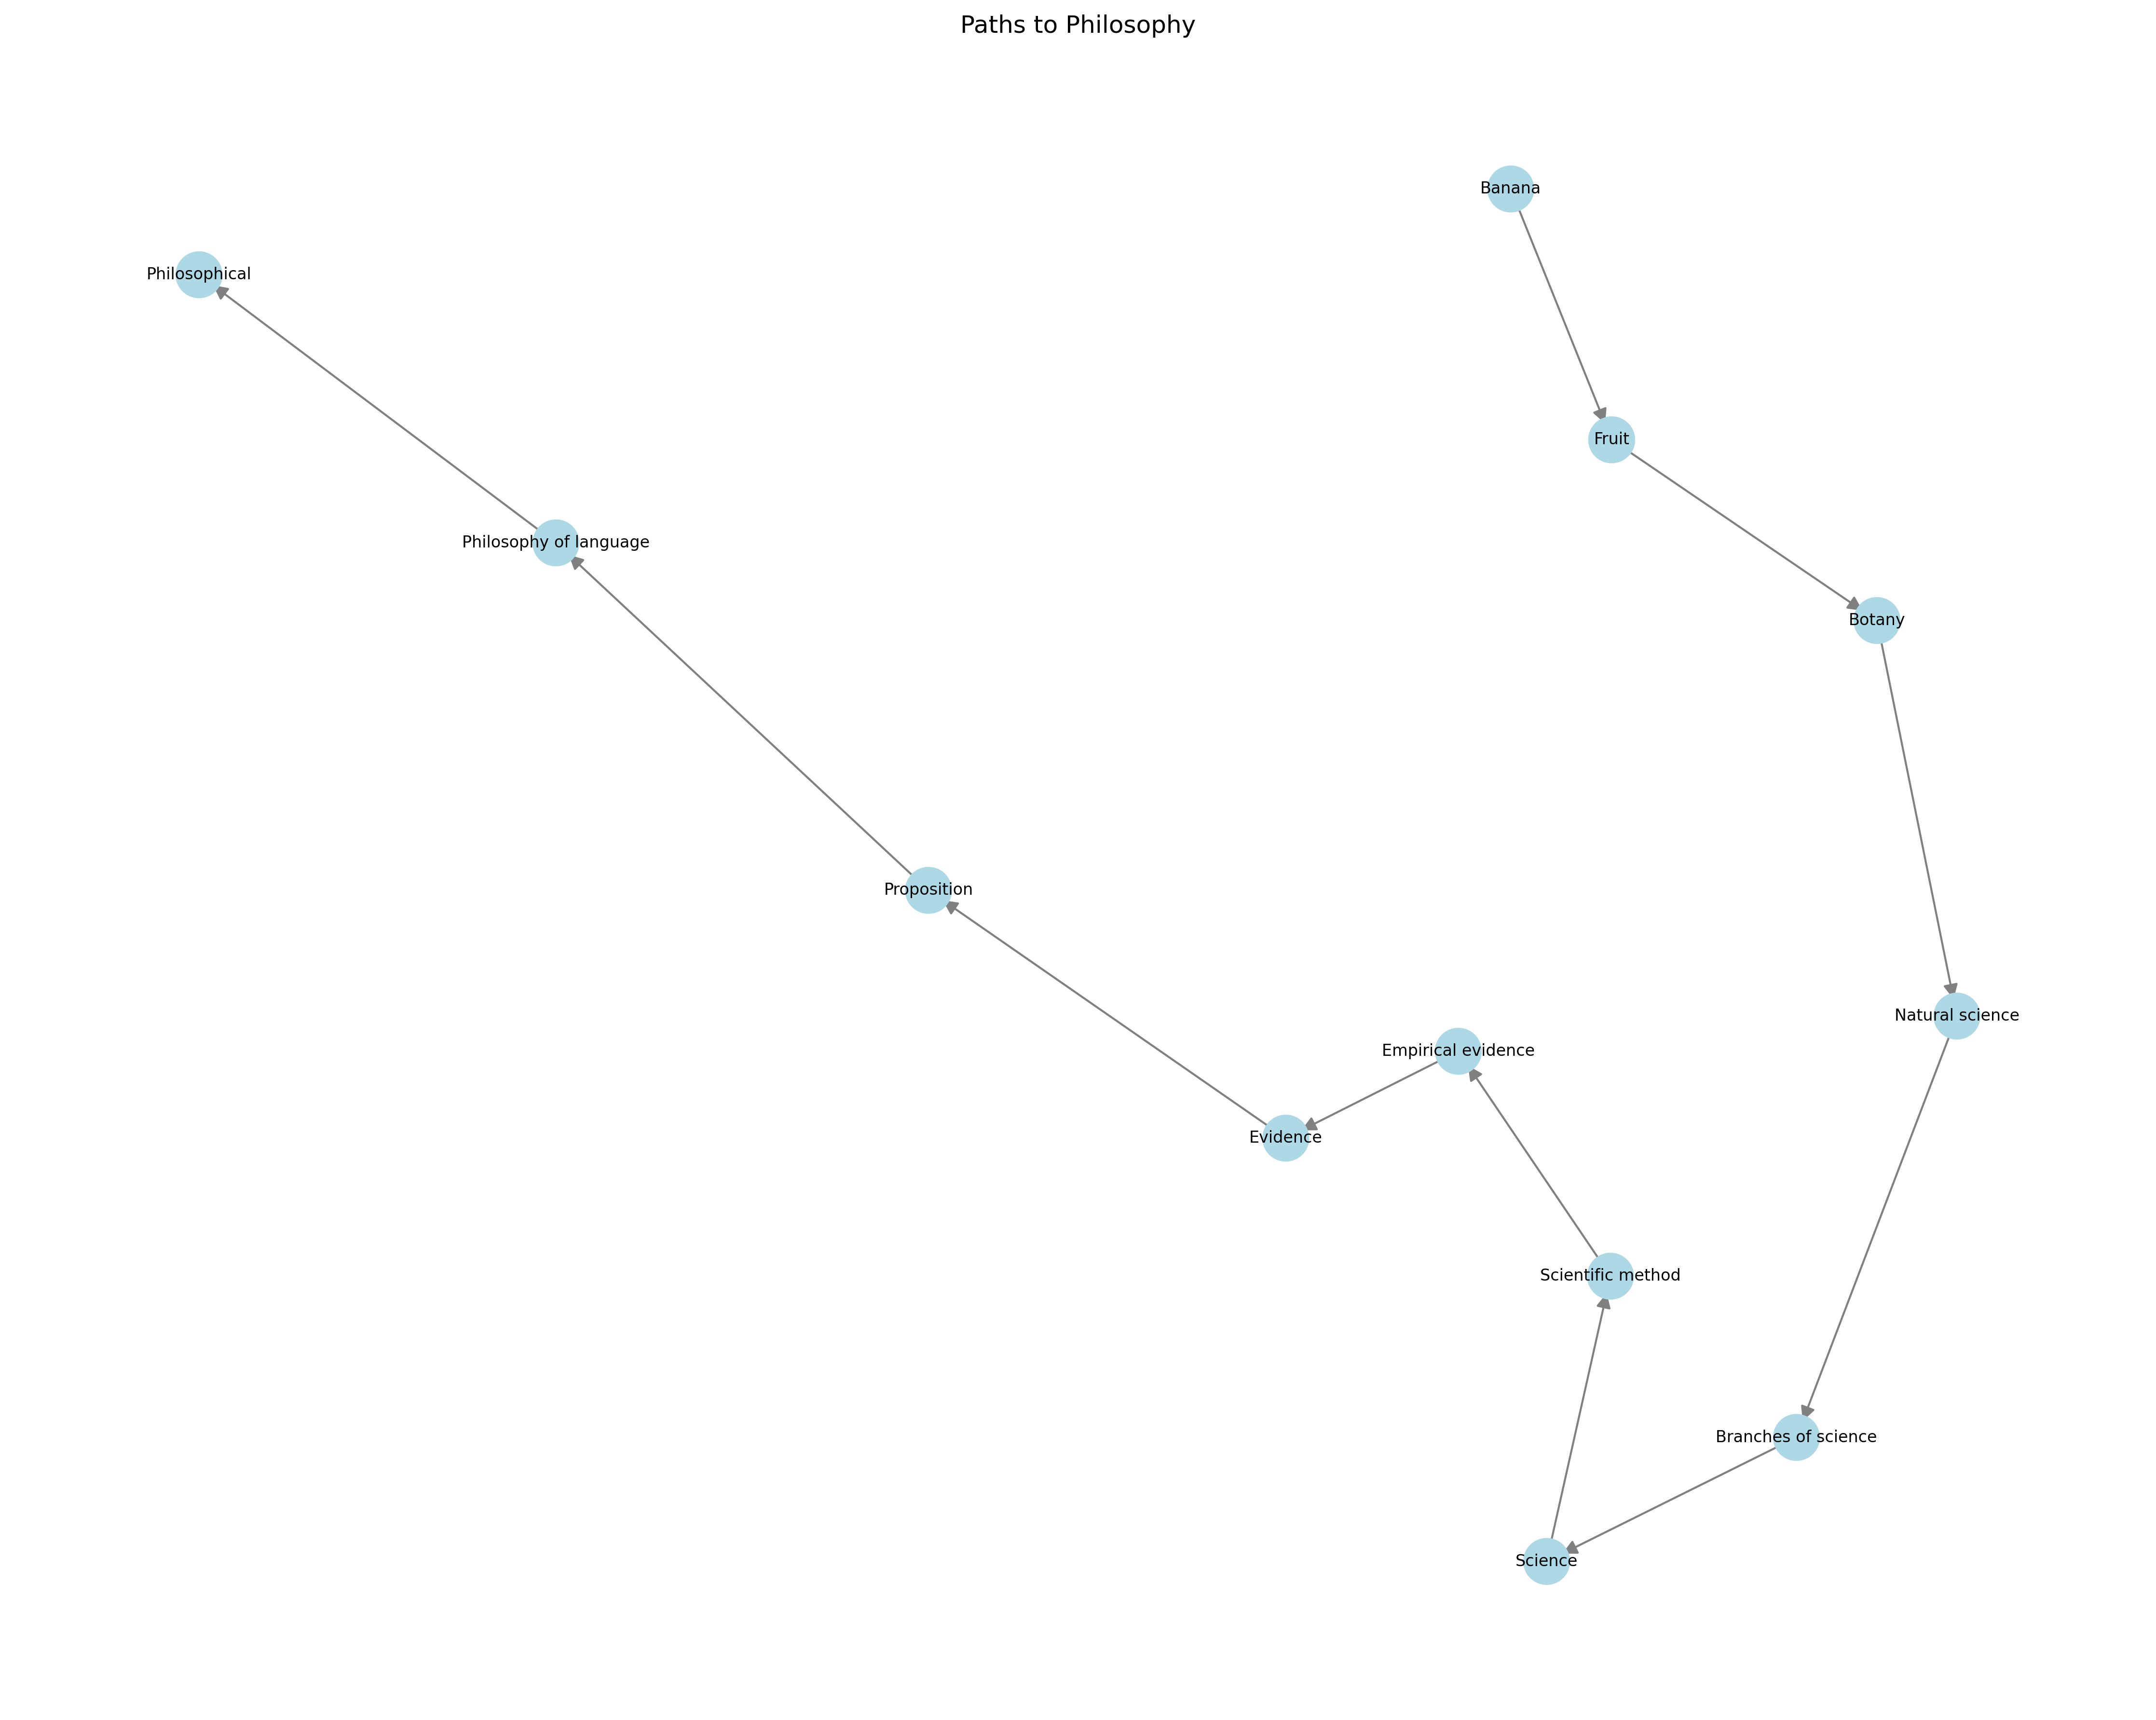 Paths to Philosophy
Banana
Philosophical
Fruit
Philosophy of language
Botany
Proposition
Natural science
Empirical evidence
Evidence
Scientific method
Branches of science
Science